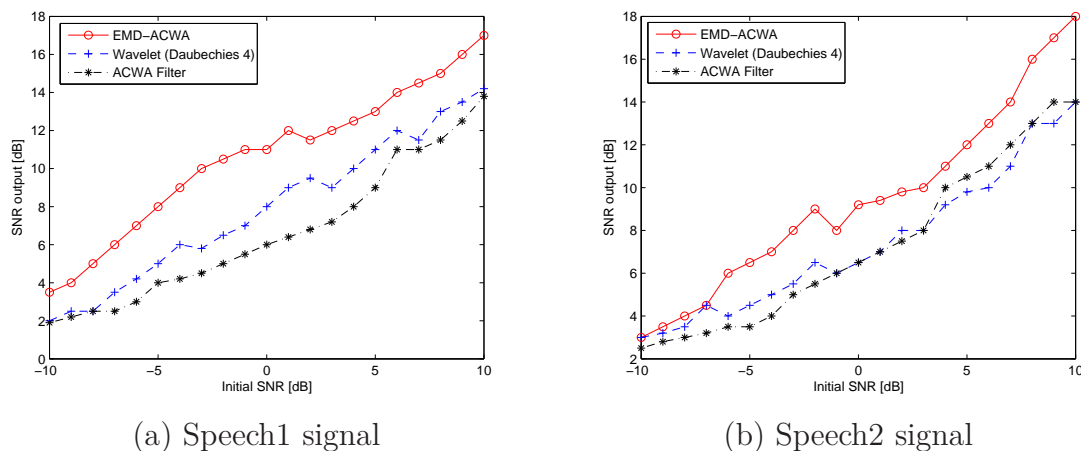 18
16
14
12
10
8
6
4
2
0
SNR output [dB]
EMD−ACWA
Wavelet (Daubechies 4)
ACWA Filter
−10
−5
0
5
10
Initial SNR [dB]
(a) Speech1 signal
18
16
14
12
10
8
6
4
2
SNR output [dB]
EMD−ACWA
Wavelet (Daubechies 4)
ACWA Filter
−10
−5
0
5
10
Initial SNR [dB]
(b) Speech2 signal